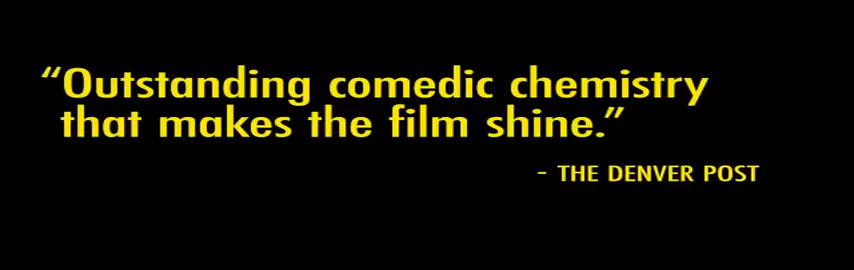 “Outstanding comedic chemistry
that makes the film shine.”
- THE DENVER POST